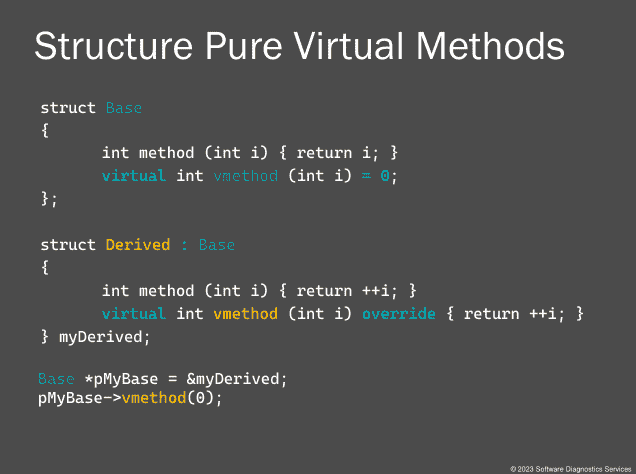 Structure Pure Virtual Methods
struct Base
{
int method (int i) { return i; }
virtual int vmethod (int i) = 0;
};
struct Derived : Base
{
int method (int i) { return ++i; }
virtual int vmethod (int i) override { return ++i; }
} myDerived;
Base *pMyBase = &myDerived;
pMyBase->vmethod(0);
© 2023 Software Diagnostics Services